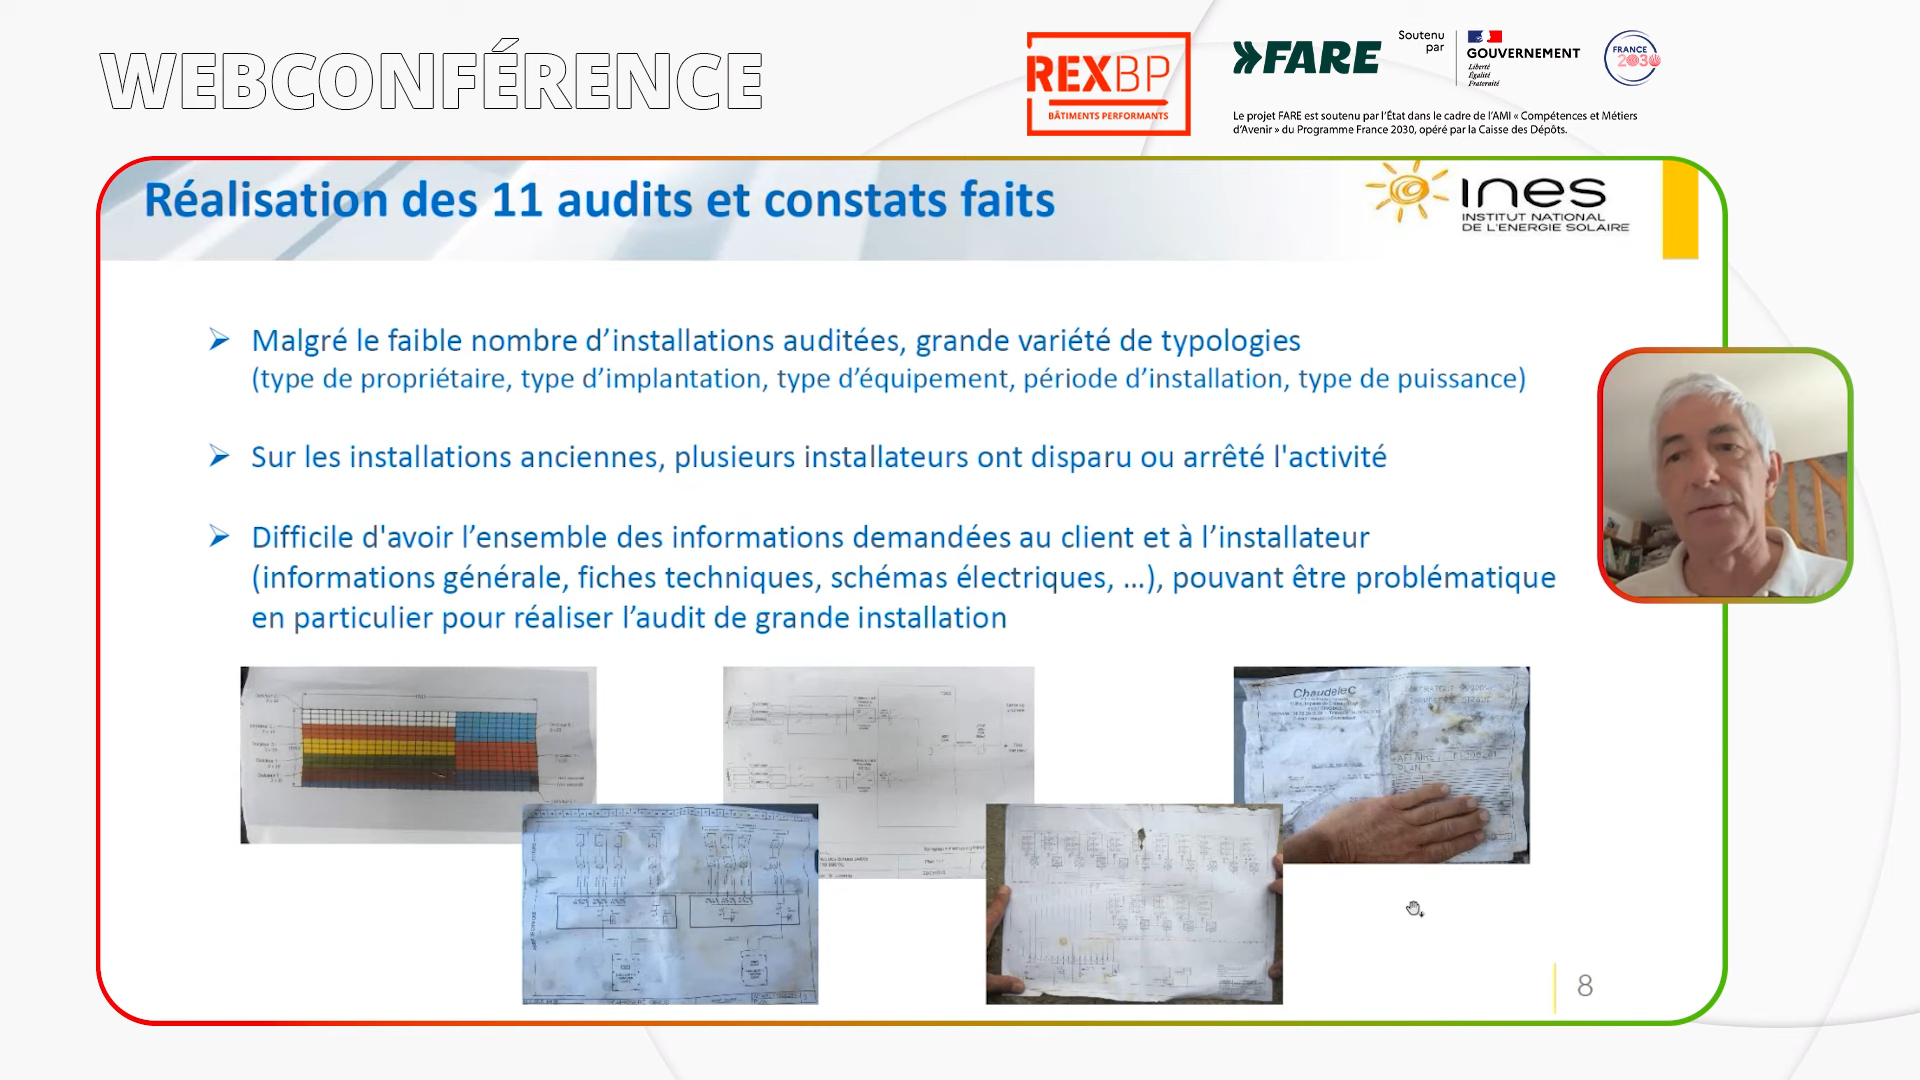 WEBCONFÉRENCE
REXBP
BÂTIMENTS PERFORMANTS
FARE
Soutenu
par
GOUVERNEMENT
Liberté
Égalité
Fraternité
FRANCE
2030
Le projet FARE est soutenu par l'État dans le cadre de l'AMI « Compétences et Métiers
d'Avenir » du Programme France 2030, opéré par la Caisse des Dépôts.
Réalisation des 11 audits et constats faits
ines
INSTITUT NATIONAL
DE L'ENERGIE SOLAIRE
Malgré le faible nombre d'installations auditées, grande variété de typologies
(type de propriétaire, type d'implantation, type d'équipement, période d'installation, type de puissance)
Sur les installations anciennes, plusieurs installateurs ont disparu ou arrêté l'activité
Difficile d'avoir l'ensemble des informations demandées au client et à l'installateur
(informations générale, fiches techniques, schémas électriques, ...), pouvant être problématique
en particulier pour réaliser l'audit de grande installation
Chaudelec
8